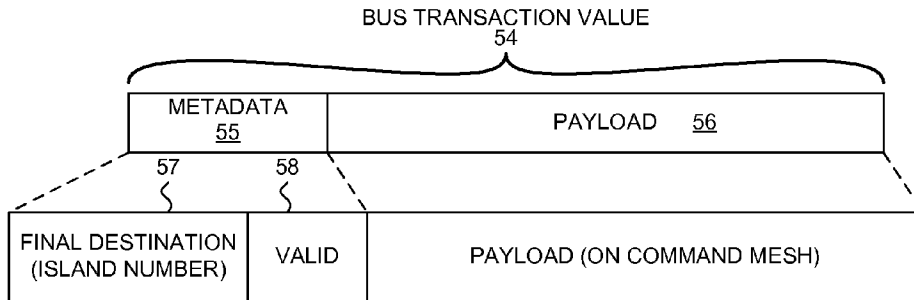 BUS TRANSACTION VALUE
54
METADATA
55
PAYLOAD 56
57
58
FINAL DESTINATION
(ISLAND NUMBER)
VALID
PAYLOAD (ON COMMAND MESH)